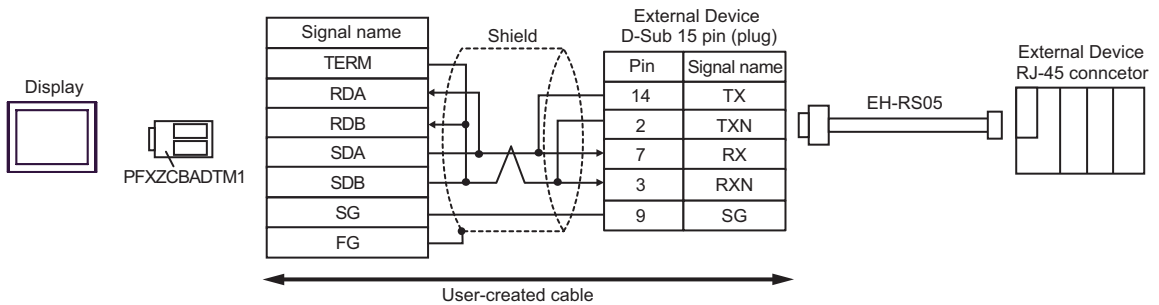 Display
PFXZCBADTM1
Signal name
TERM
RDA
RDB
SDA
SDB
SG
FG
Shield
External Device
D-Sub 15 pin (plug)
Pin Signal name
14 TX
2 TXN
7 RX
3 RXN
9 SG
EH-RS05
External Device
RJ-45 conncetor
User-created cable